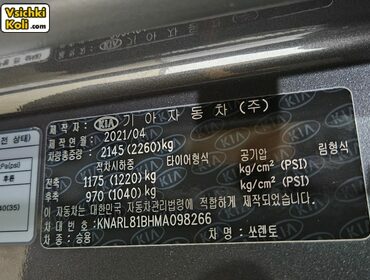 Vsichki
Koli.com
제작자: KIA 기아자동차(주)
제작연월: 2021/04
차량총중량: 2145 (2260)kg
적차시하중 타이어형식 공기압 림형식
전축 1175 (1220)kg kg/cm² (PSI)
후축 970 (1040)kg kg/cm² (PSI)
이 자동차는 대한민국 자동차관리법령에 적합하게 제작되었습니다.
차대번호: KNARL81BHMA098266
차종: 승용 차명: 쏘렌토